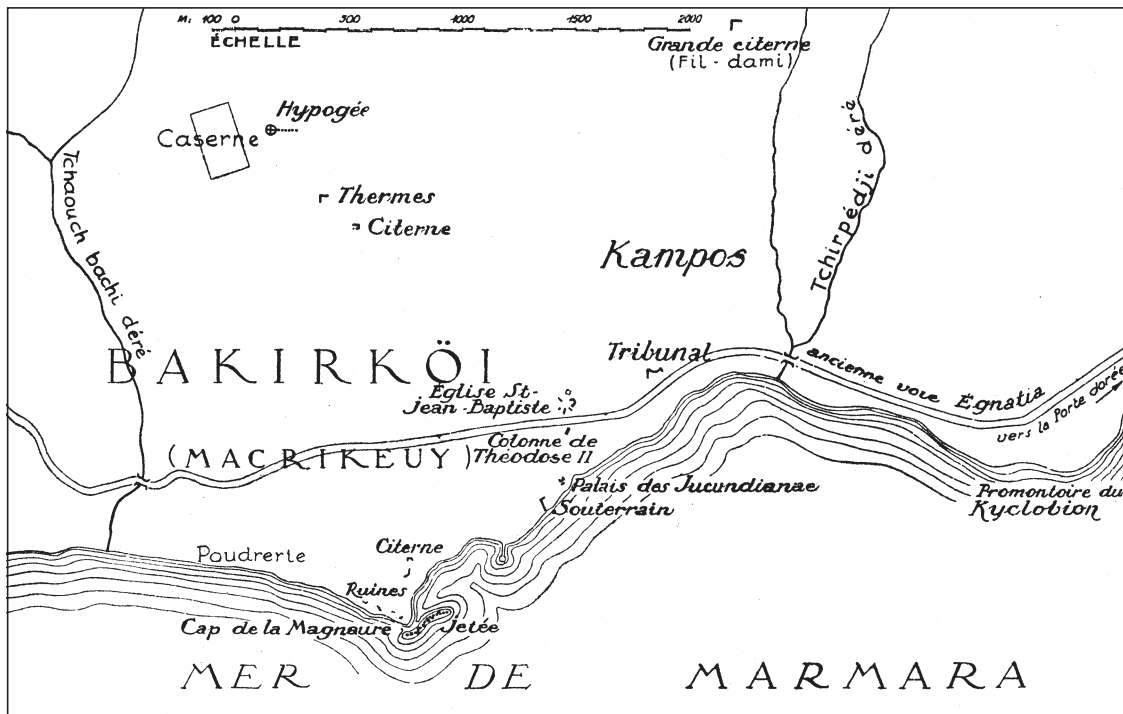 M: 100 0 500 1000 1500 2000
ÉCHELLE
Grande citerne
(Fil-dami)
Hypogée
Caserne
Thermes
Citerne
Kampos
Tchaouch bachi déré
Tchirpédji déré
BAKIRKÖI
Tribunal
ancienne voie Égnatia
vers la Porte dorée
Église St-
Jean-Baptiste
Colonne de
Théodose II
(MACRIKEUY)
Palais des Jucundianae
Souterrain
Promontoire du
Kyclobion
Citerne
Poudrerie
Ruines
Cap de la Magnaure
Jetée
MER DE MARMARA